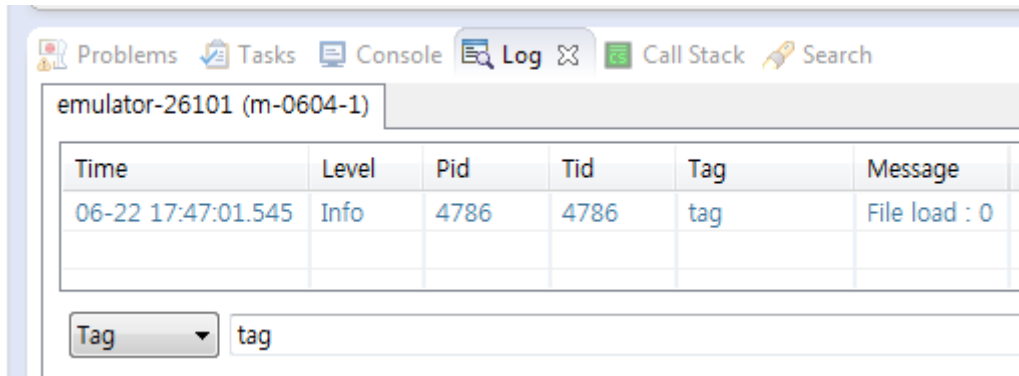 Problems Tasks Console Log Call Stack Search
emulator-26101 (m-0604-1)
Time Level Pid Tid Tag Message
06-22 17:47:01.545 Info 4786 4786 tag File load : 0
Tag tag